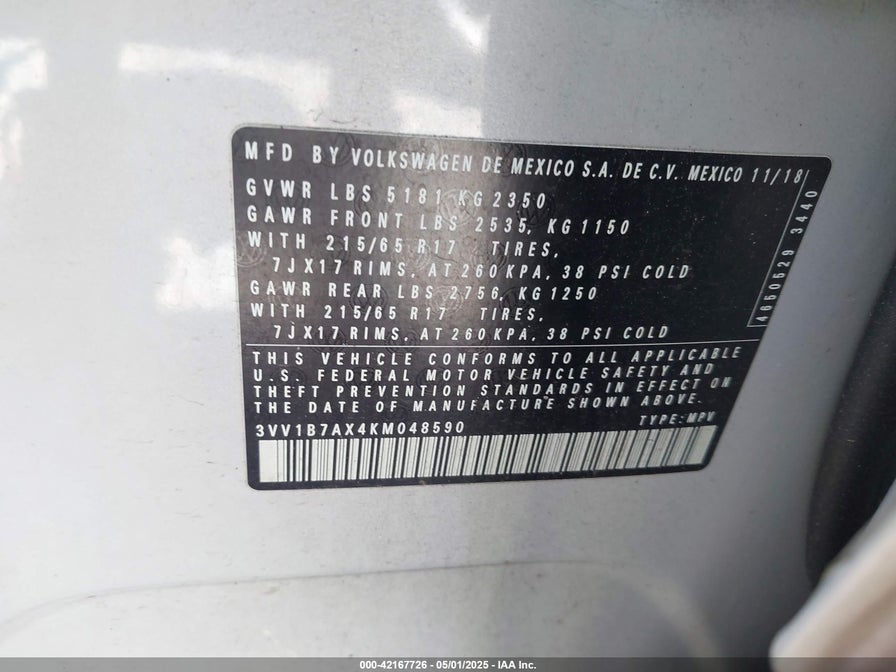 MFD BY VOLKSWAGEN DE MEXICO S.A. DE C.V. MEXICO 11/18
GVWR LBS 5181 KG 2350
GAWR FRONT LBS 2535, KG 1150
WITH 215/65 R17 TIRES,
7JX17 RIMS, AT 260 KPA, 38 PSI COLD
GAWR REAR LBS 2756, KG 1250
WITH 215/65 R17 TIRES,
7JX17 RIMS, AT 260 KPA, 38 PSI COLD
4650529 3440
THIS VEHICLE CONFORMS TO ALL APPLICABLE
U.S. FEDERAL MOTOR VEHICLE SAFETY AND
THEFT PREVENTION STANDARDS IN EFFECT ON
THE DATE OF MANUFACTURE SHOWN ABOVE.
3VV1B7AX4KM048590 TYPE: MPV
000-42167726 - 05/01/2025 - IAA Inc.